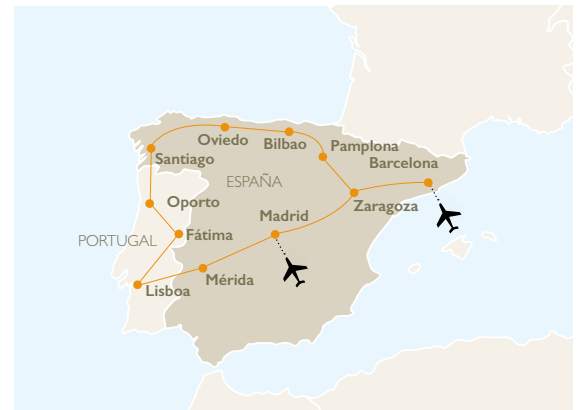 Oviedo
Bilbao
Pamplona
Santiago
Barcelona
ESPAÑA
Oporto
Zaragoza
Madrid
PORTUGAL
Fátima
Mérida
Lisboa